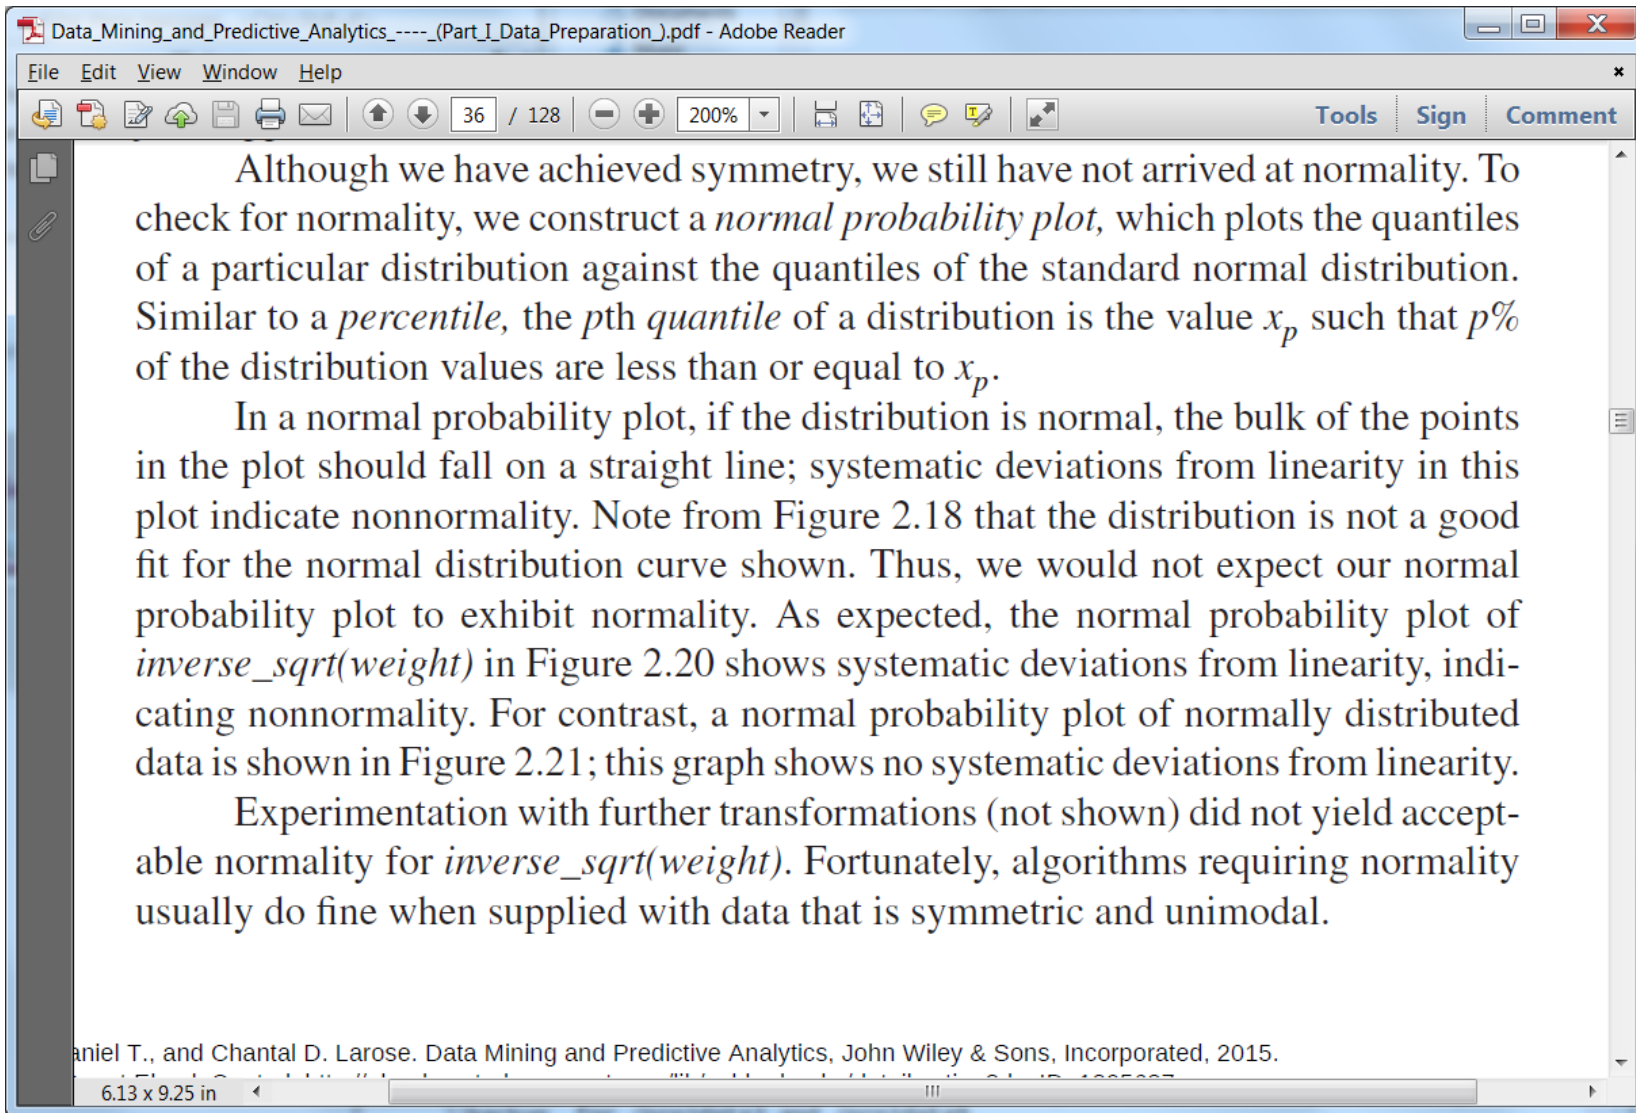 Data_Mining_and_Predictive_Analytics_----_(Part_I_Data_Preparation_).pdf - Adobe Reader
File Edit View Window Help
36 / 128 200% Tools Sign Comment
Although we have achieved symmetry, we still have not arrived at normality. To
check for normality, we construct a normal probability plot, which plots the quantiles
of a particular distribution against the quantiles of the standard normal distribution.
Similar to a percentile, the pth quantile of a distribution is the value xp such that p%
of the distribution values are less than or equal to xp.
In a normal probability plot, if the distribution is normal, the bulk of the points
in the plot should fall on a straight line; systematic deviations from linearity in this
plot indicate nonnormality. Note from Figure 2.18 that the distribution is not a good
fit for the normal distribution curve shown. Thus, we would not expect our normal
probability plot to exhibit normality. As expected, the normal probability plot of
inverse_sqrt(weight) in Figure 2.20 shows systematic deviations from linearity, indi-
cating nonnormality. For contrast, a normal probability plot of normally distributed
data is shown in Figure 2.21; this graph shows no systematic deviations from linearity.
Experimentation with further transformations (not shown) did not yield accept-
able normality for inverse_sqrt(weight). Fortunately, algorithms requiring normality
usually do fine when supplied with data that is symmetric and unimodal.
aniel T., and Chantal D. Larose. Data Mining and Predictive Analytics, John Wiley & Sons, Incorporated, 2015.
6.13 x 9.25 in